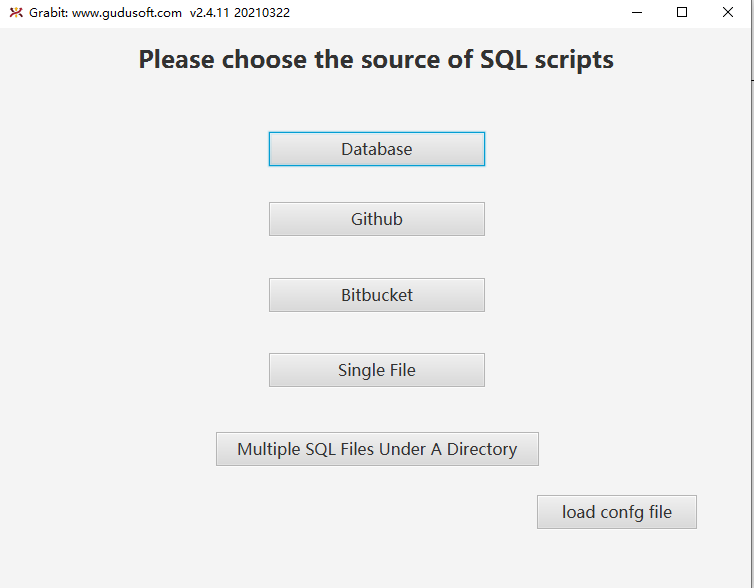 Grabit: www.gudusoft.com v2.4.11 20210322
Please choose the source of SQL scripts
Database
Github
Bitbucket
Single File
Multiple SQL Files Under A Directory
load confg file